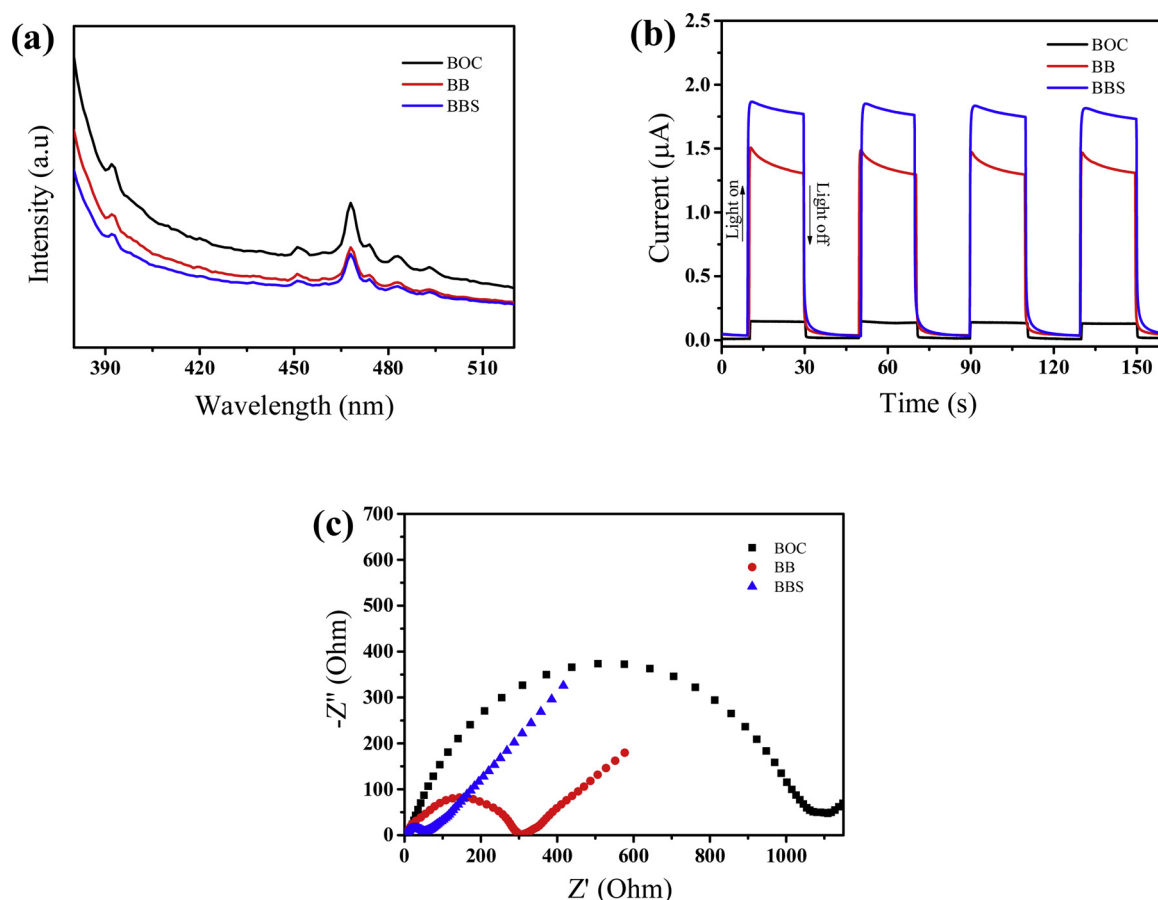 (a)
BOC
BB
BBS
Intensity (a.u)
390
420
450
480
510
Wavelength (nm)
(b)
2.5
2.0
1.5
1.0
0.5
0.0
BOC
BB
BBS
Light on
Light off
Current (µA)
0
30
60
90
120
150
Time (s)
(c)
700
600
500
400
300
200
100
0
BOC
BB
BBS
-Z" (Ohm)
0
200
400
600
800
1000
Z' (Ohm)